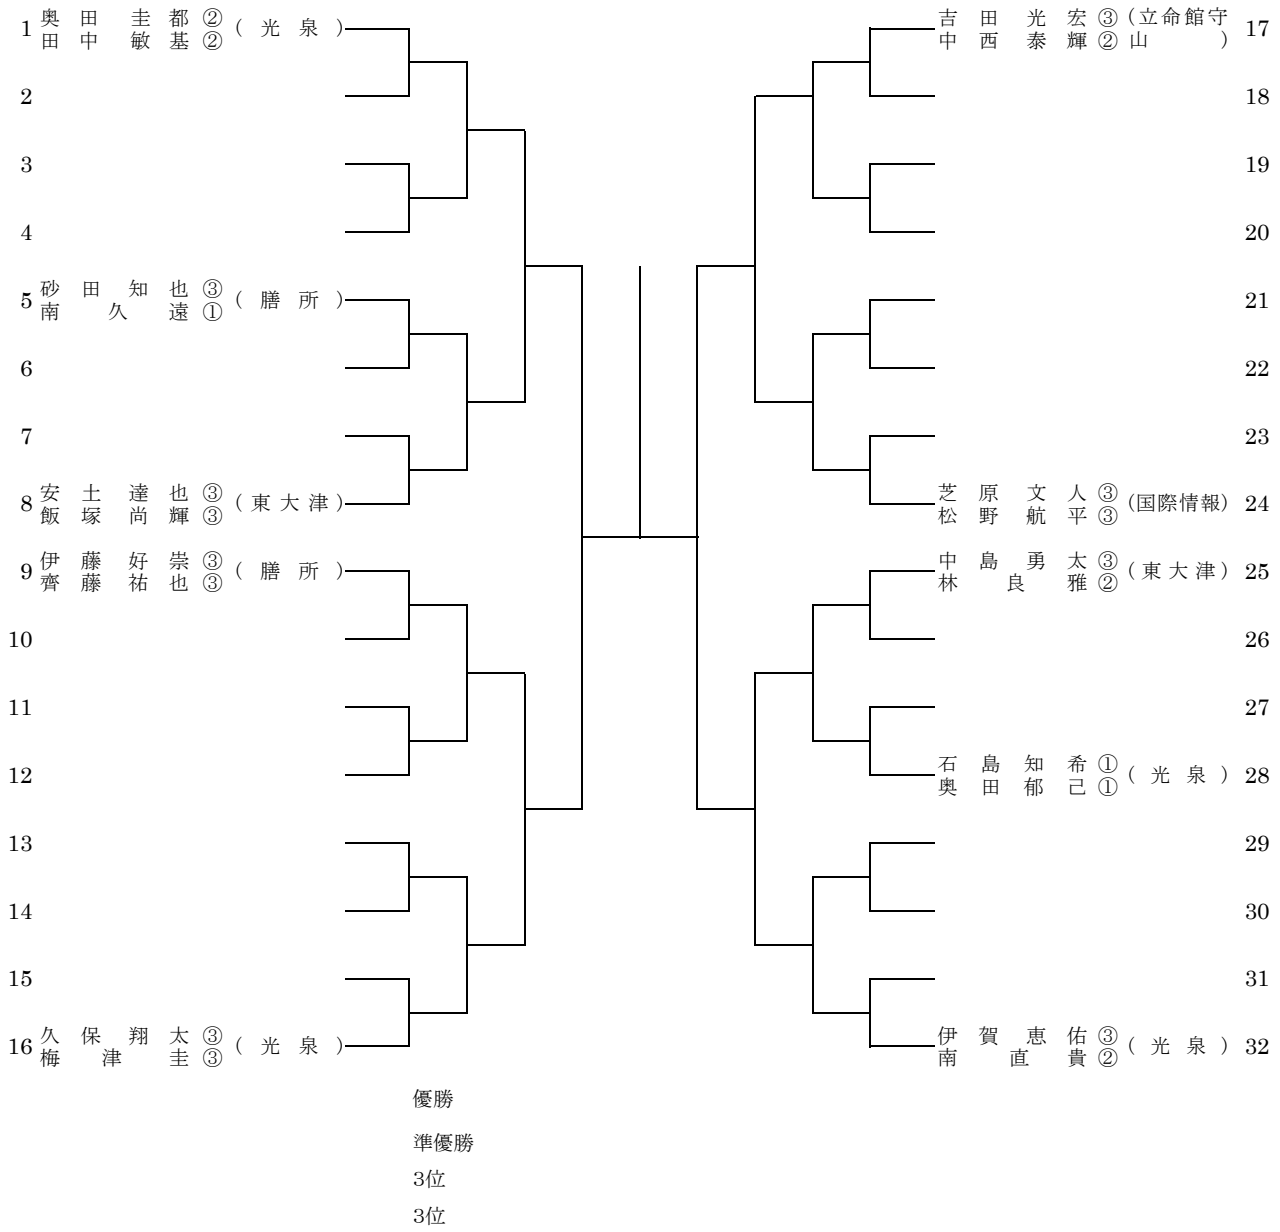 1 奥田圭都② (光泉)
田中敏基②
2
3
4
5 砂田知也③ (膳所)
南久遠①
6
7
8 安土達也③ (東大津)
飯塚尚輝③
9 伊藤好崇③ (膳所)
齊藤祐也③
10
11
12
13
14
15
16 久保翔太③ (光泉)
梅津圭③
吉田光宏③ (立命館守 17
中西泰輝② 山)
18
19
20
21
22
23
芝原文人③ (国際情報) 24
松野航平③
中島勇太③ (東大津) 25
林良雅②
26
27
石島知希① (光泉) 28
奥田郁己①
29
30
31
伊賀恵佑③ (光泉) 32
南直貴②
優勝
準優勝
3位
3位